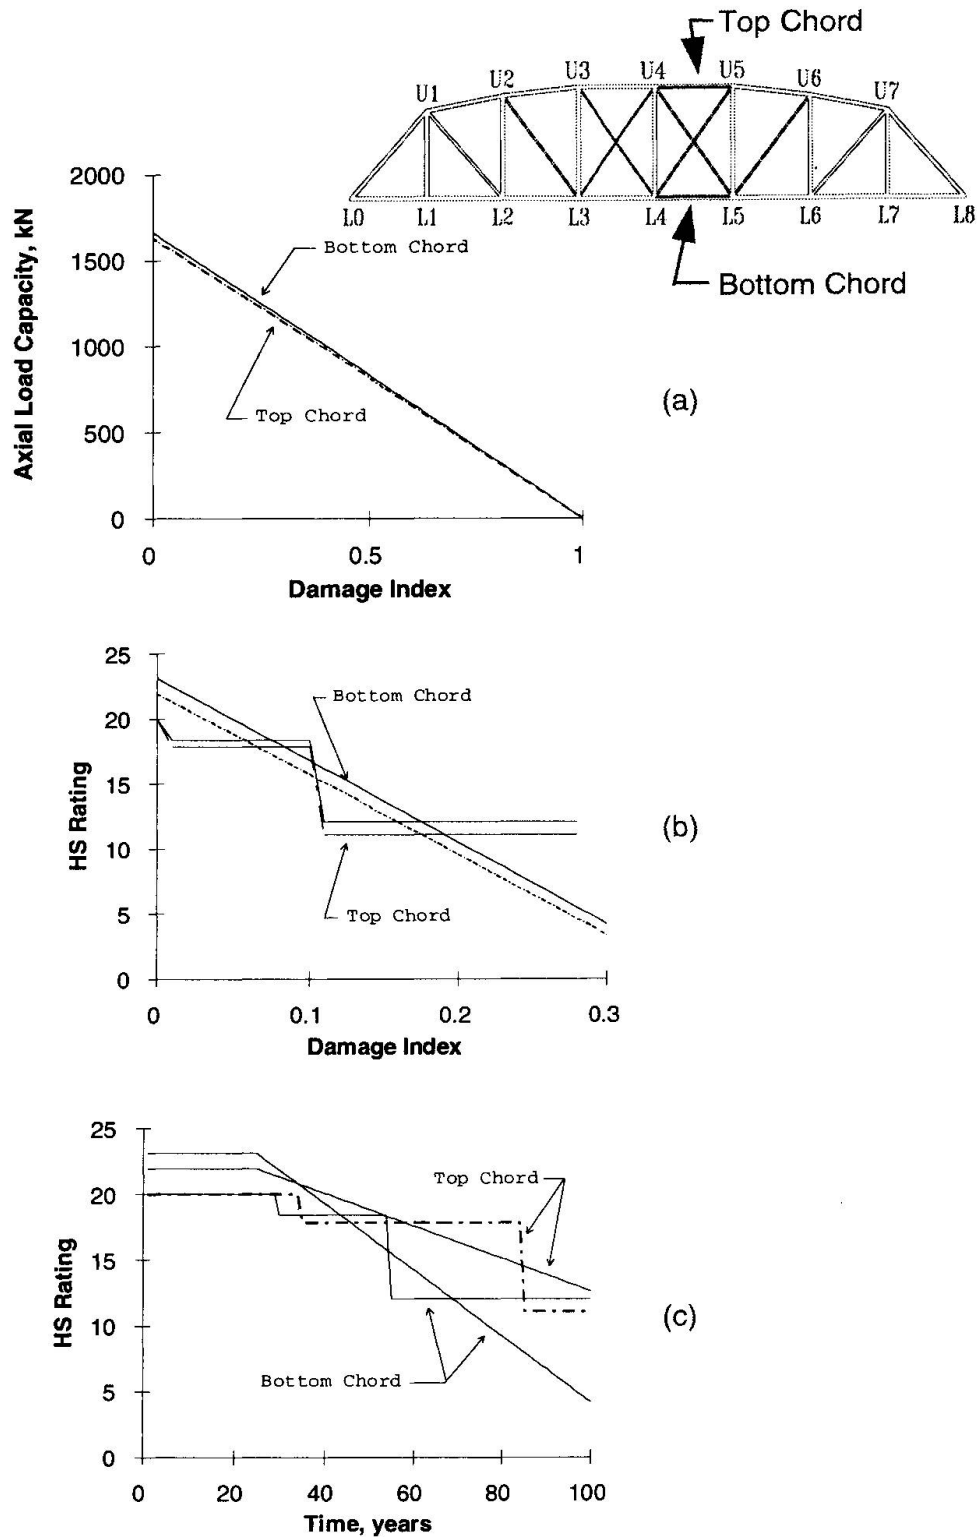 Top Chord
U1 U2 U3 U4 U5 U6 U7
L0 L1 L2 L3 L4 L5 L6 L7 L8
Bottom Chord
Axial Load Capacity, kN
2000
1500
1000
500
0
Bottom Chord
Top Chord
0 0.5 1
Damage Index
(a)
HS Rating
25
20
15
10
5
0
Bottom Chord
Top Chord
0 0.1 0.2 0.3
Damage Index
(b)
HS Rating
25
20
15
10
5
0
Top Chord
Bottom Chord
0 20 40 60 80 100
Time, years
(c)